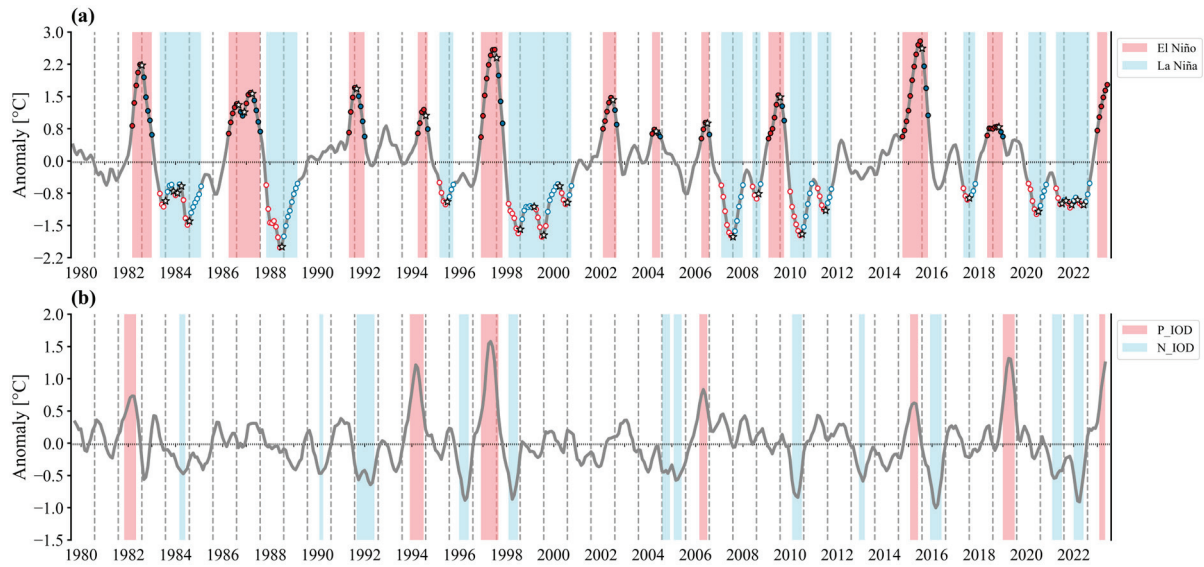 (a)
Anomaly [°C]
3.0
2.2
1.5
0.8
0.0
−0.8
−1.5
−2.2
1980 1982 1984 1986 1988 1990 1992 1994 1996 1998 2000 2002 2004 2006 2008 2010 2012 2014 2016 2018 2020 2022
El Niño
La Niña
(b)
Anomaly [°C]
2.0
1.5
1.0
0.5
0.0
−0.5
−1.0
−1.5
1980 1982 1984 1986 1988 1990 1992 1994 1996 1998 2000 2002 2004 2006 2008 2010 2012 2014 2016 2018 2020 2022
P_IOD
N_IOD